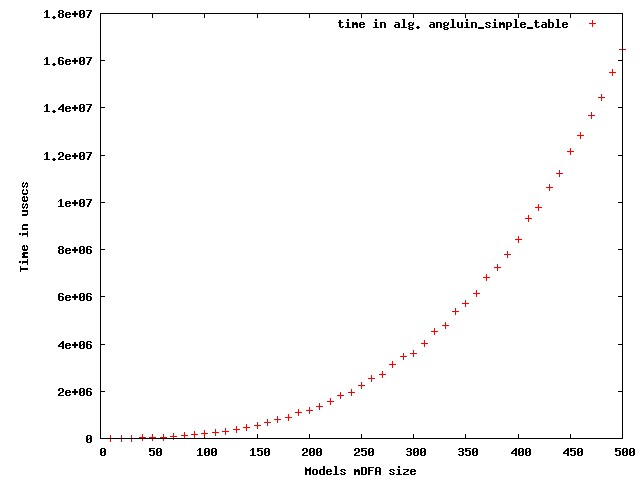 1.8e+07
time in alg. angluin_simple_table
1.6e+07
1.4e+07
1.2e+07
1e+07
8e+06
6e+06
4e+06
2e+06
0
Time in usecs
0 50 100 150 200 250 300 350 400 450 500
Models mDFA size